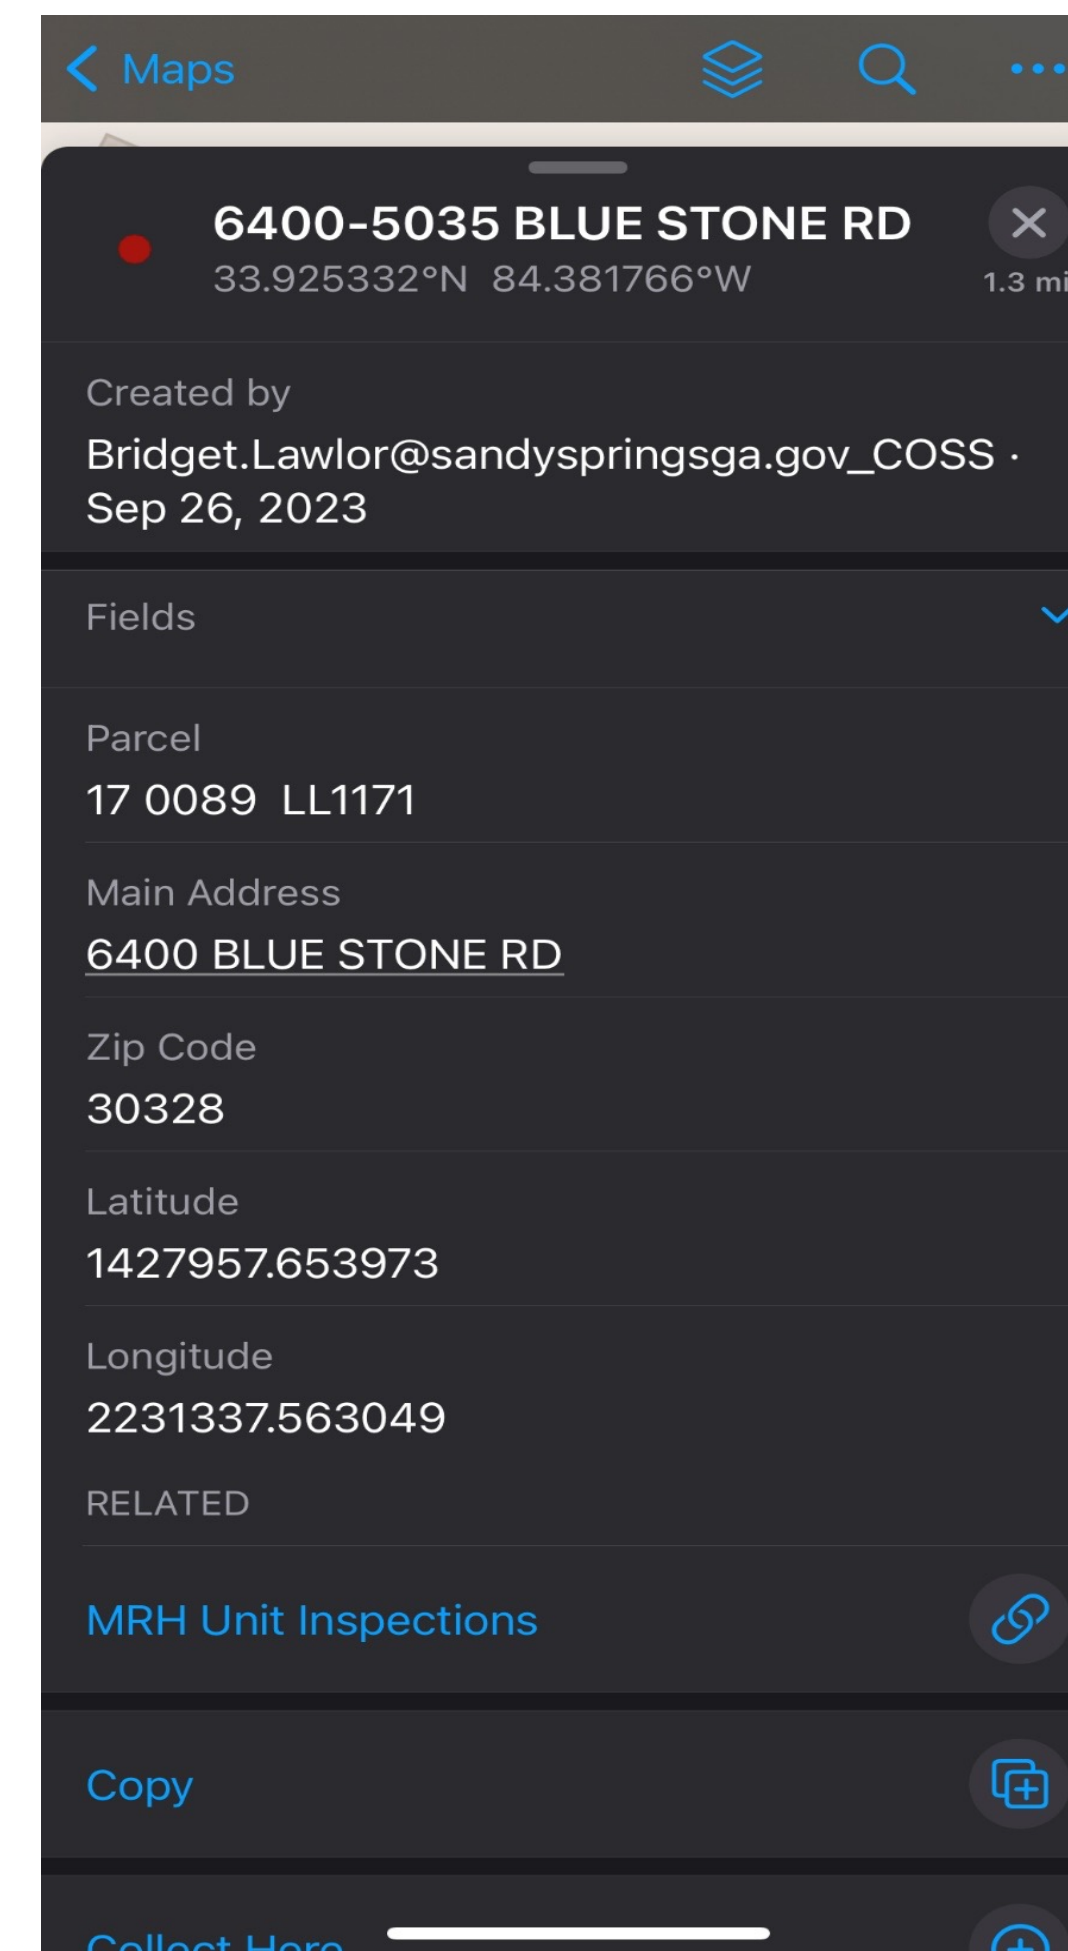 Maps
6400-5035 BLUE STONE RD
33.925332°N 84.381766°W
1.3 mi
Created by
Bridget.Lawlor@sandyspringsga.gov_COSS ·
Sep 26, 2023
Fields
Parcel
17 0089  LL1171
Main Address
6400 BLUE STONE RD
Zip Code
30328
Latitude
1427957.653973
Longitude
2231337.563049
RELATED
MRH Unit Inspections
Copy
Collect Here